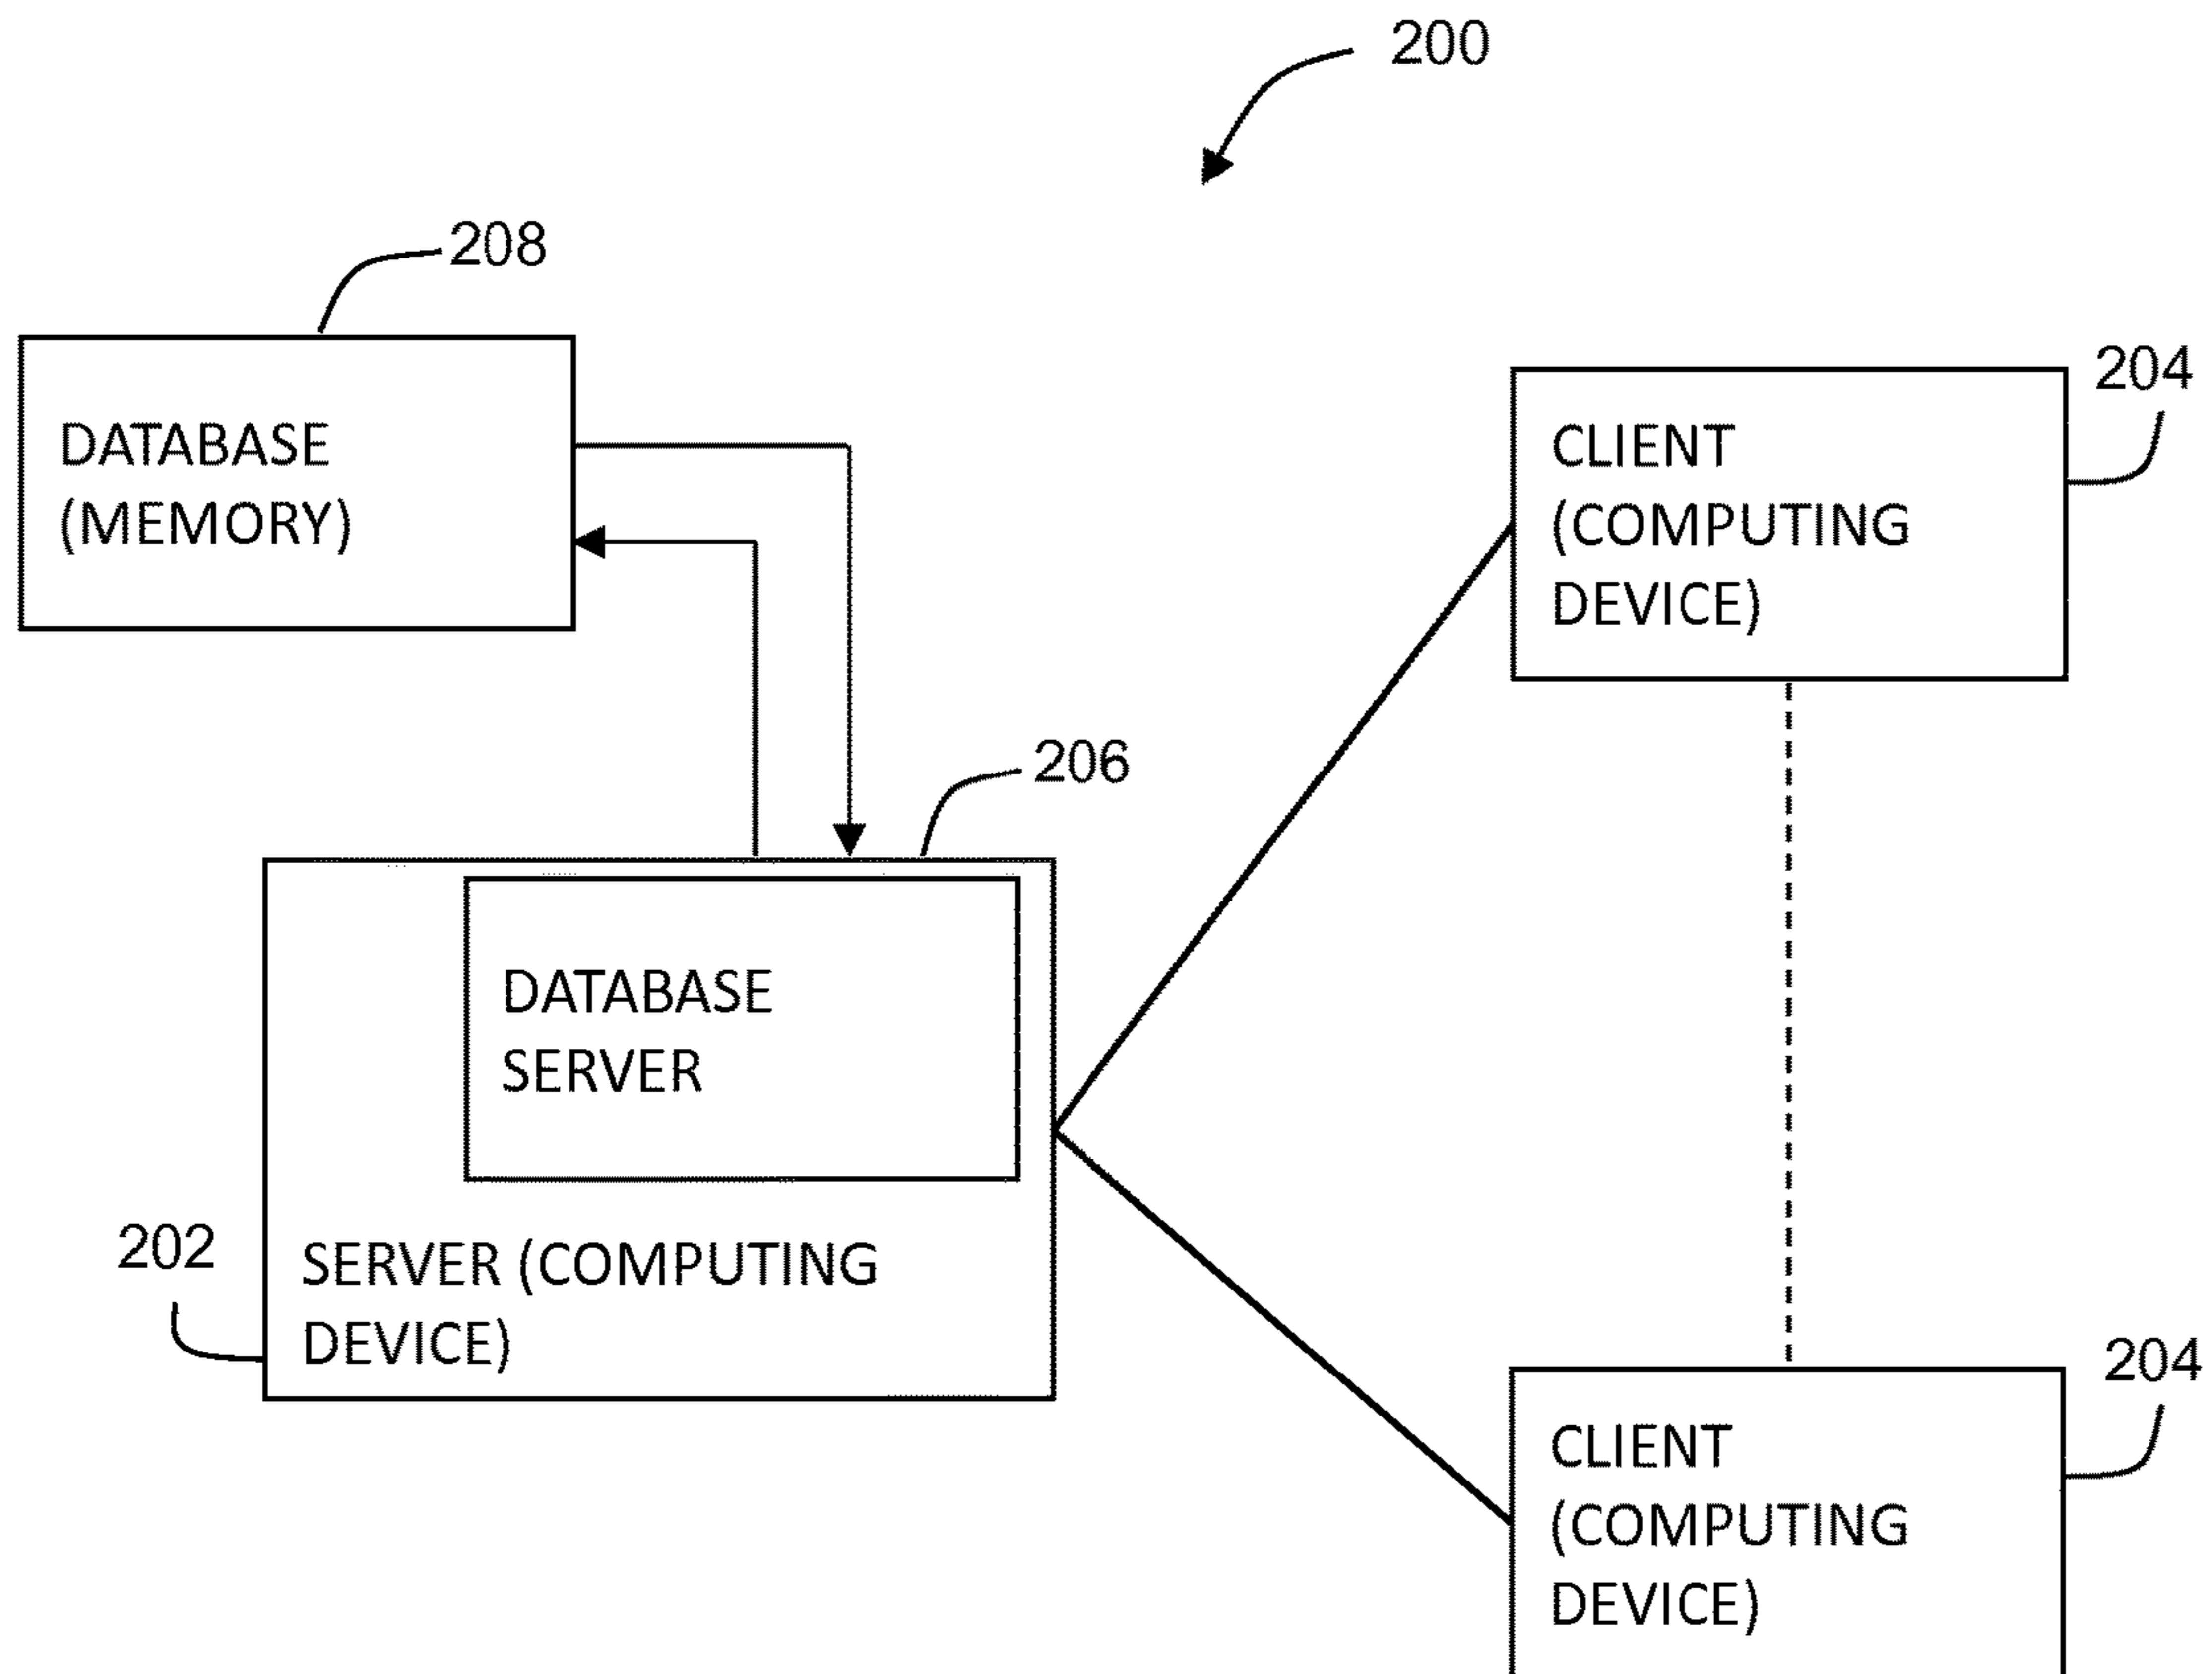 200
208
DATABASE
(MEMORY)
204
CLIENT
(COMPUTING
DEVICE)
206
DATABASE
SERVER
202
SERVER (COMPUTING
DEVICE)
204
CLIENT
(COMPUTING
DEVICE)